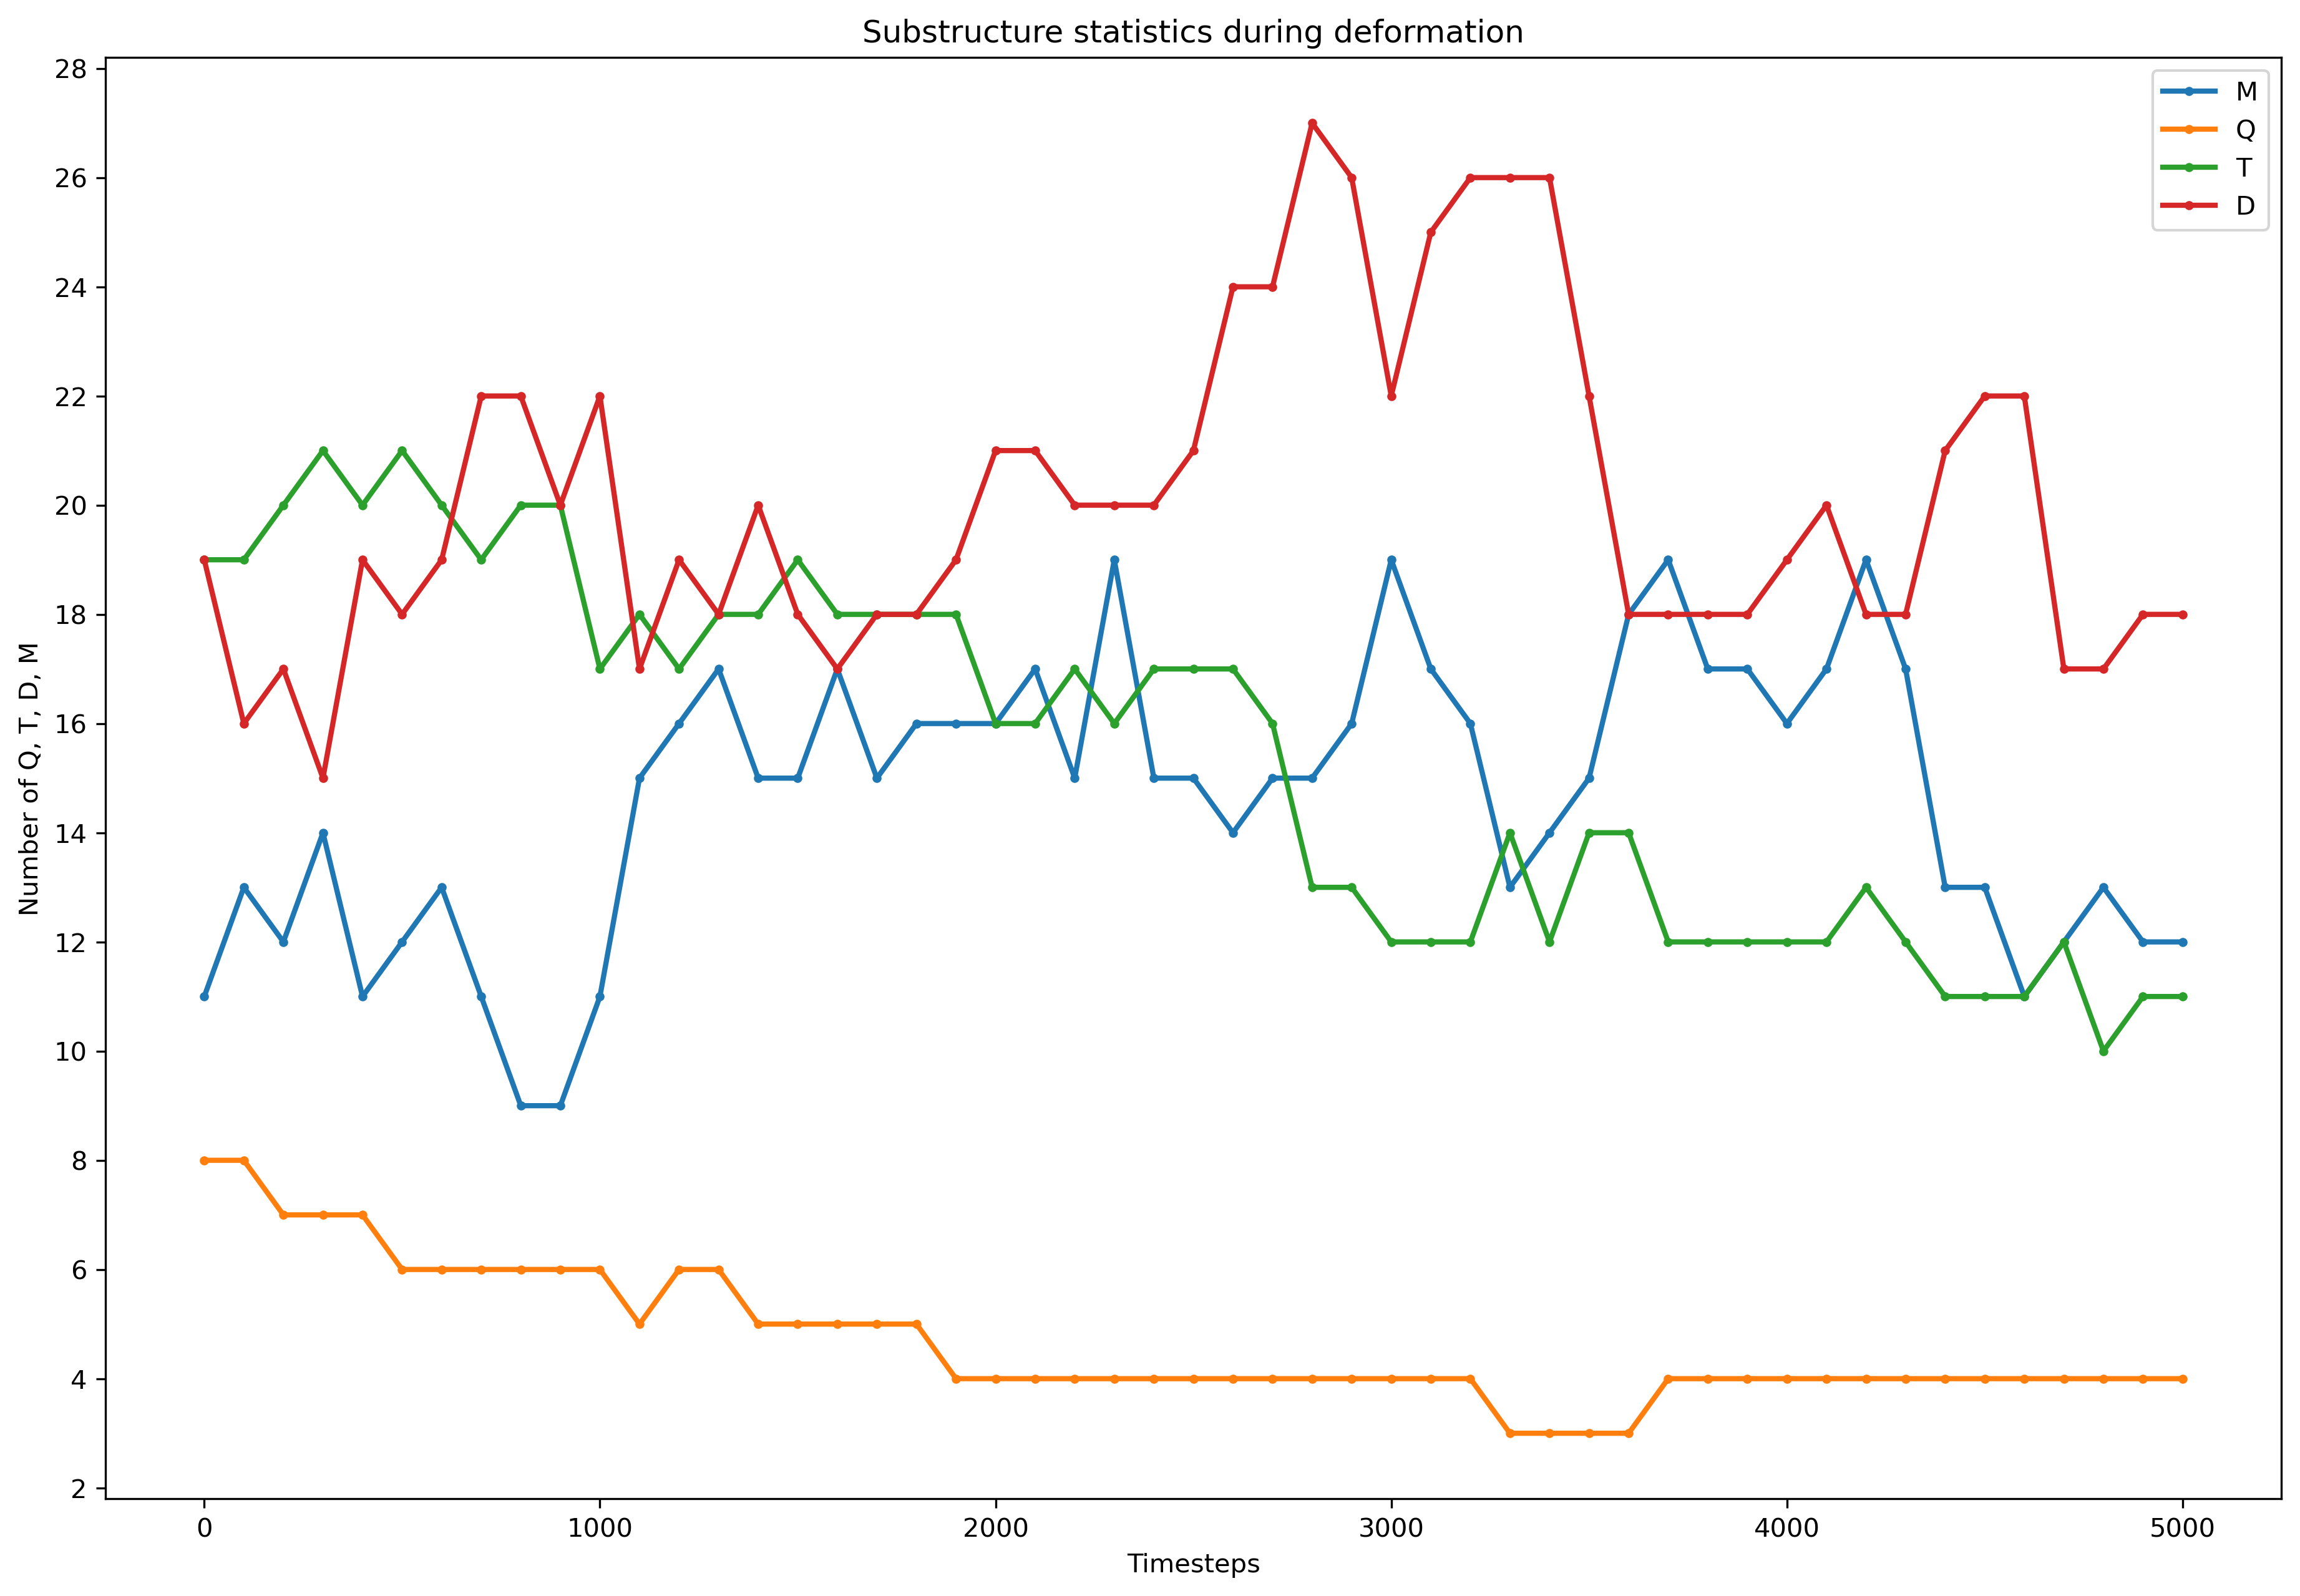 Substructure statistics during deformation
28
26
24
22
20
18
16
14
12
10
8
6
4
2
Number of Q, T, D, M
M
Q
T
D
0 1000 2000 3000 4000 5000
Timesteps